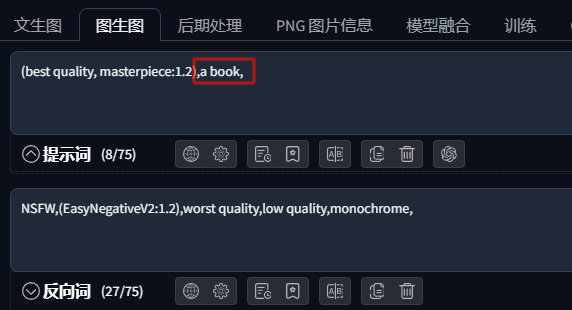 文生图 图生图 后期处理 PNG 图片信息 模型融合 训练
(best quality, masterpiece:1.2),a book,
提示词 (8/75)
NSFW,(EasyNegativeV2:1.2),worst quality,low quality,monochrome,
反向词 (27/75)